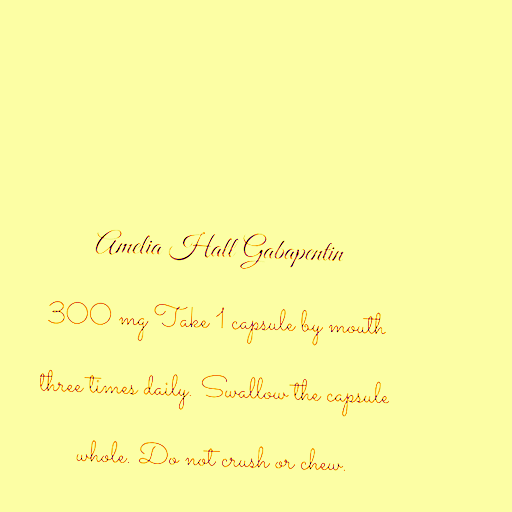 Amelia Hall Gabapentin
300 mg Take 1 capsule by mouth
three times daily. Swallow the capsule
whole. Do not crush or chew.